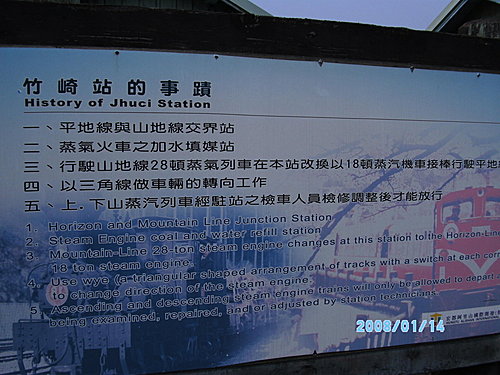 竹崎站的事蹟
History of Jhuci Station
一、平地線與山地線交界站
二、蒸氣火車之加水填媒站
三、行駛山地線28噸蒸氣列車在本站改換以18頓蒸汽機車接棒行駛平地
四、以三角線做車輛的轉向工作
五、上.下山蒸汽列車經駐站之檢車人員檢修調整後才能放行
1. Horizon and Mountain Line Junction Station
2. Steam Engine coal and water refill station
3. Mountain-Line 28-ton steam engine changes at this station to the Horizon-Line
18 ton steam engine.
4. Use wye (a triangular shaped arrangement of tracks with a switch at each corn
to change direction of the steam engine.
5. Ascending and descending steam engine trains will only be allowed to depar
being examined, repaired, and/or adjusted by station technicians.
2008/01/14